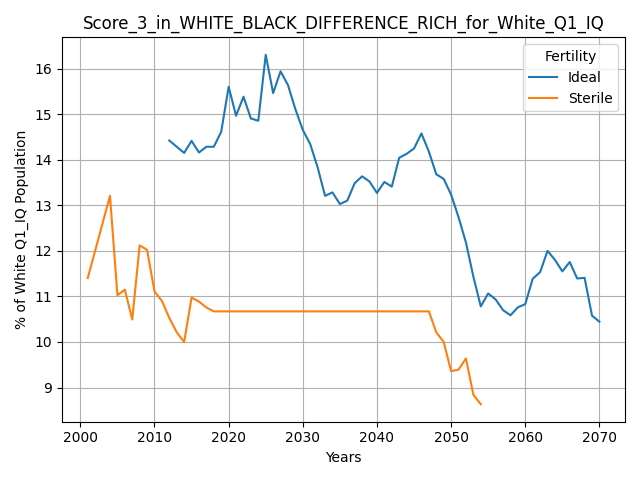 Score_3_in_WHITE_BLACK_DIFFERENCE_RICH_for_White_Q1_IQ
Fertility
Ideal
Sterile
% of White Q1_IQ Population
16
15
14
13
12
11
10
9
2000 2010 2020 2030 2040 2050 2060 2070
Years